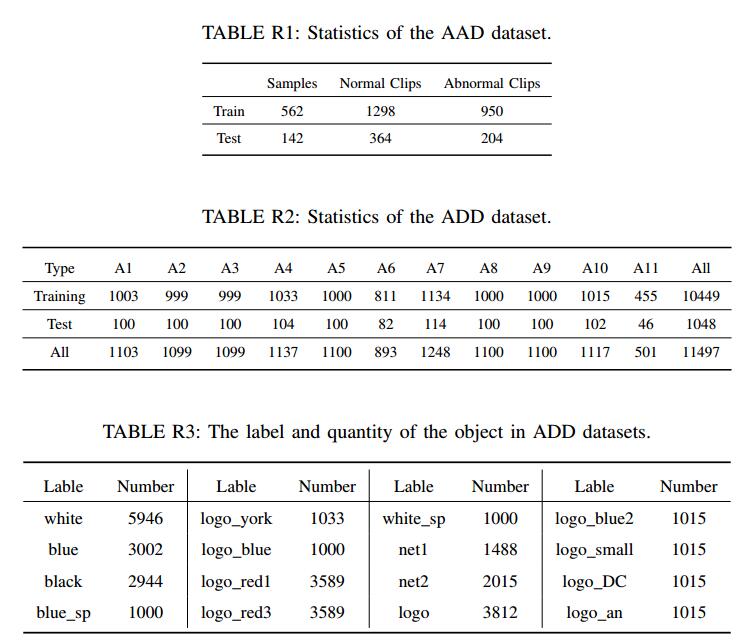 TABLE R1: Statistics of the AAD dataset.
Samples Normal Clips Abnormal Clips
Train 562 1298 950
Test 142 364 204
TABLE R2: Statistics of the ADD dataset.
Type A1 A2 A3 A4 A5 A6 A7 A8 A9 A10 A11 All
Training 1003 999 999 1033 1000 811 1134 1000 1000 1015 455 10449
Test 100 100 100 104 100 82 114 100 100 102 46 1048
All 1103 1099 1099 1137 1100 893 1248 1100 1100 1117 501 11497
TABLE R3: The label and quantity of the object in ADD datasets.
Lable Number Lable Number Lable Number Lable Number
white 5946 logo_york 1033 white_sp 1000 logo_blue2 1015
blue 3002 logo_blue 1000 net1 1488 logo_small 1015
black 2944 logo_red1 3589 net2 2015 logo_DC 1015
blue_sp 1000 logo_red3 3589 logo 3812 logo_an 1015